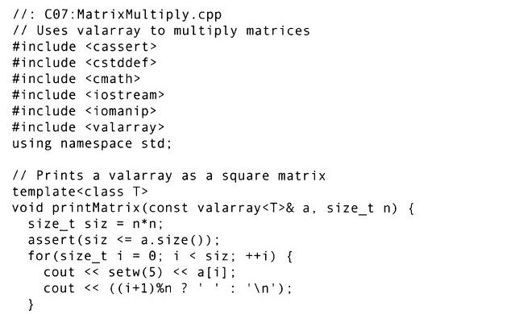 //: C07:MatrixMultiply.cpp
// Uses valarray to multiply matrices
#include <cassert>
#include <cstddef>
#include <cmath>
#include <iostream>
#include <iomanip>
#include <valarray>
using namespace std;

// Prints a valarray as a square matrix
template<class T>
void printMatrix(const valarray<T>& a, size_t n) {
  size_t siz = n*n;
  assert(siz <= a.size());
  for(size_t i = 0; i < siz; ++i) {
    cout << setw(5) << a[i];
    cout << ((i+1)%n ? ' ' : '\n');
  }